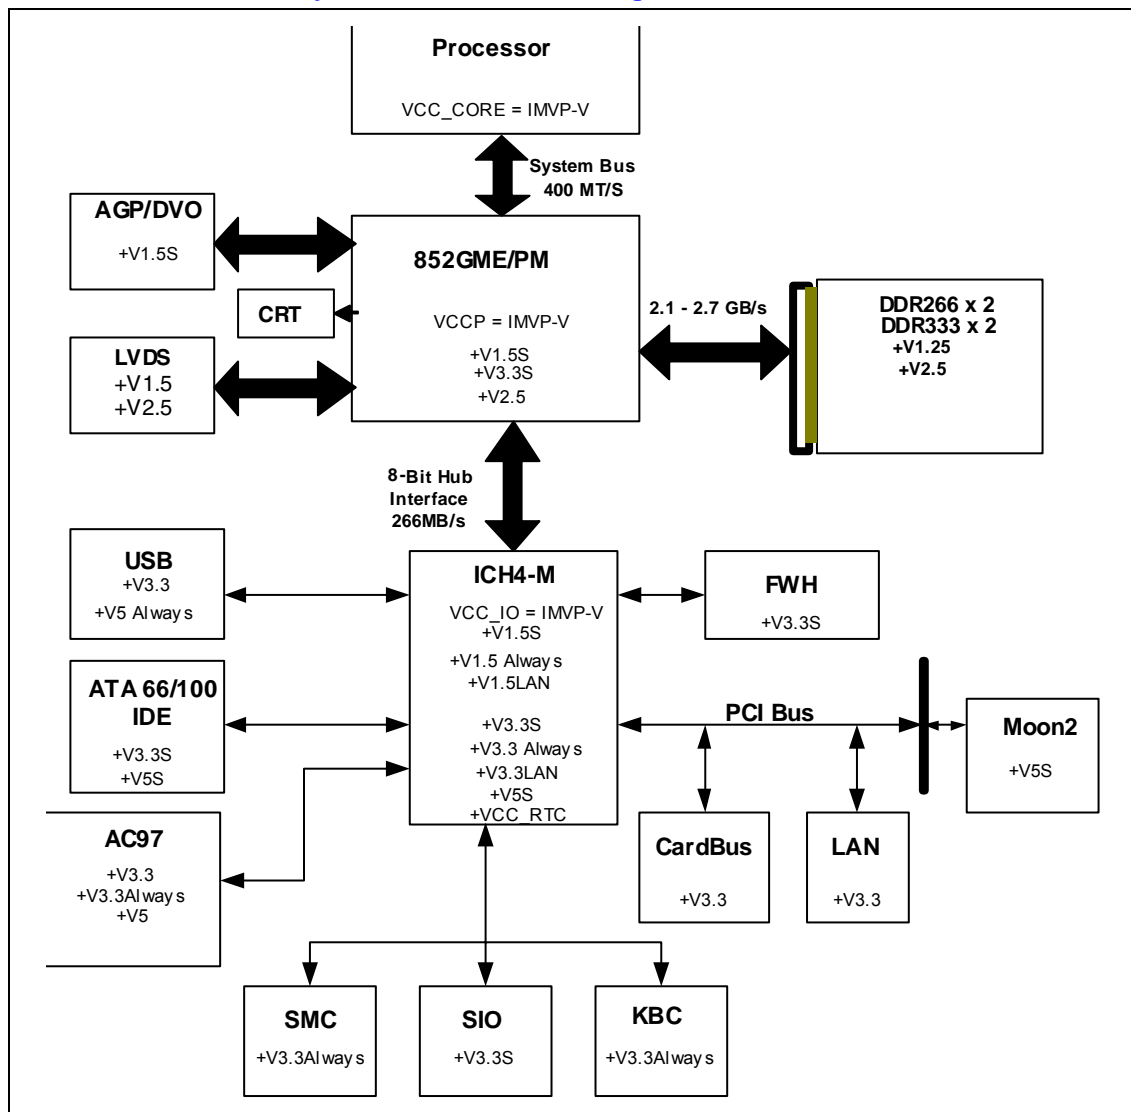 Processor
VCC_CORE = IMVP-V
System Bus
400 MT/S
AGP/DVO
+V1.5S
852GME/PM
VCCP = IMVP-V
+V1.5S
+V3.3S
+V2.5
CRT
LVDS
+V1.5
+V2.5
2.1 - 2.7 GB/s
DDR266 x 2
DDR333 x 2
+V1.25
+V2.5
8-Bit Hub
Interface
266MB/s
USB
+V3.3
+V5 Always
ICH4-M
VCC_IO = IMVP-V
+V1.5S
+V1.5 Always
+V1.5LAN
+V3.3S
+V3.3 Always
+V3.3LAN
+V5S
+VCC_RTC
FWH
+V3.3S
ATA 66/100
IDE
+V3.3S
+V5S
PCI Bus
Moon2
+V5S
AC97
+V3.3
+V3.3Always
+V5
CardBus
+V3.3
LAN
+V3.3
SMC
+V3.3Always
SIO
+V3.3S
KBC
+V3.3Always